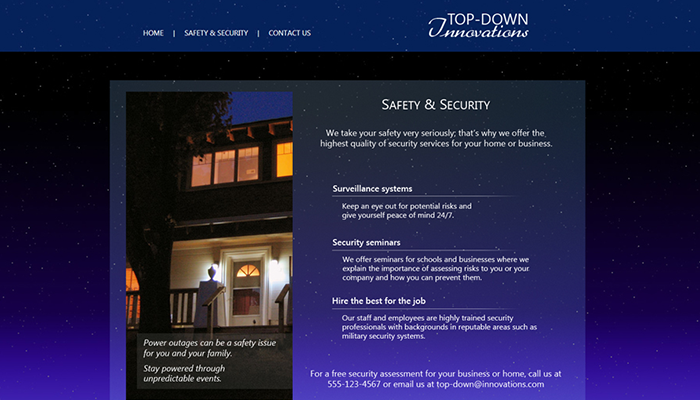 TOP-DOWN
Innovations
HOME | SAFETY & SECURITY | CONTACT US
SAFETY & SECURITY
We take your safety very seriously; that's why we offer the
highest quality of security services for your home or business.
Surveillance systems
Keep an eye out for potential risks and
give yourself peace of mind 24/7.
Security seminars
We offer seminars for schools and businesses where we
explain the importance of assessing risks to you or your
company and how you can prevent them.
Hire the best for the job
Our staff and employees are highly trained security
professionals with backgrounds in reputable areas such as
military security systems.
Power outages can be a safety issue
for you and your family.
Stay powered through
unpredictable events.
For a free security assessment for your business or home, call us at
555-123-4567 or email us at top-down@innovations.com